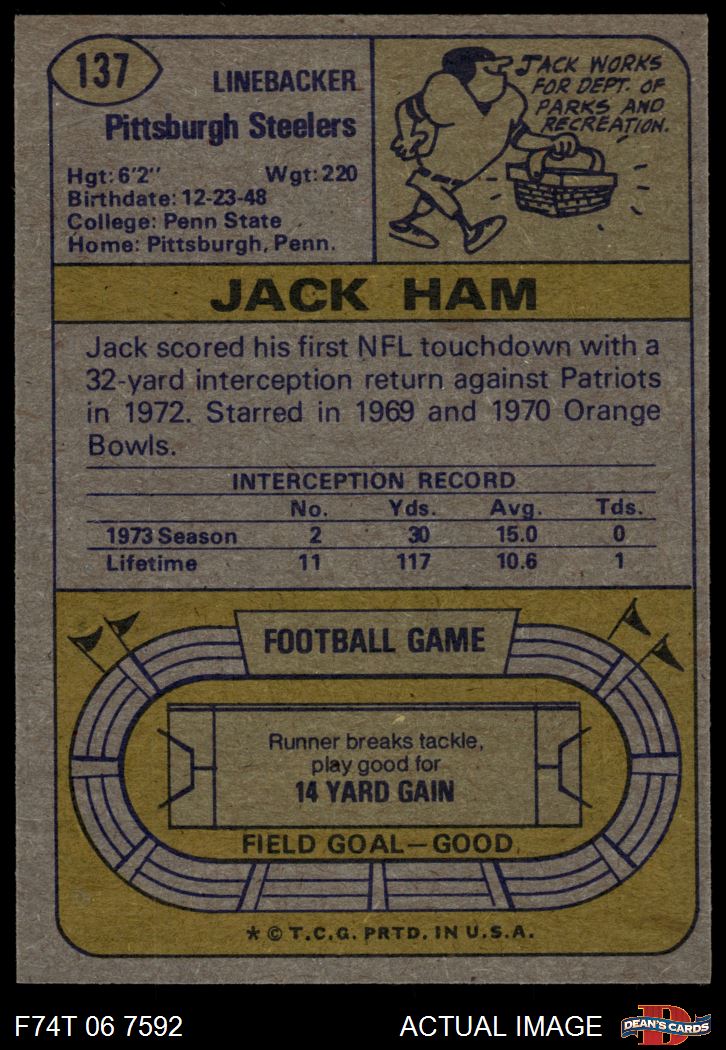 137
LINEBACKER
Pittsburgh Steelers
Hgt: 6'2" Wgt: 220
Birthdate: 12-23-48
College: Penn State
Home: Pittsburgh, Penn.
JACK WORKS
FOR DEPT. OF
PARKS AND
RECREATION.
JACK HAM
Jack scored his first NFL touchdown with a
32-yard interception return against Patriots
in 1972. Starred in 1969 and 1970 Orange
Bowls.
INTERCEPTION RECORD
No. Yds. Avg. Tds.
1973 Season 2 30 15.0 0
Lifetime 11 117 10.6 1
FOOTBALL GAME
Runner breaks tackle,
play good for
14 YARD GAIN
FIELD GOAL—GOOD
* © T.C.G. PRTD. IN U.S.A.
F74T 06 7592 ACTUAL IMAGE
D
DEAN'S CARDS